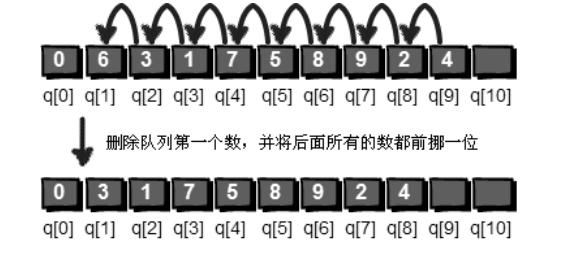 0 6 3 1 7 5 8 9 2 4
q[0] q[1] q[2] q[3] q[4] q[5] q[6] q[7] q[8] q[9] q[10]
删除队列第一个数，并将后面所有的数都前挪一位
0 3 1 7 5 8 9 2 4
q[0] q[1] q[2] q[3] q[4] q[5] q[6] q[7] q[8] q[9] q[10]